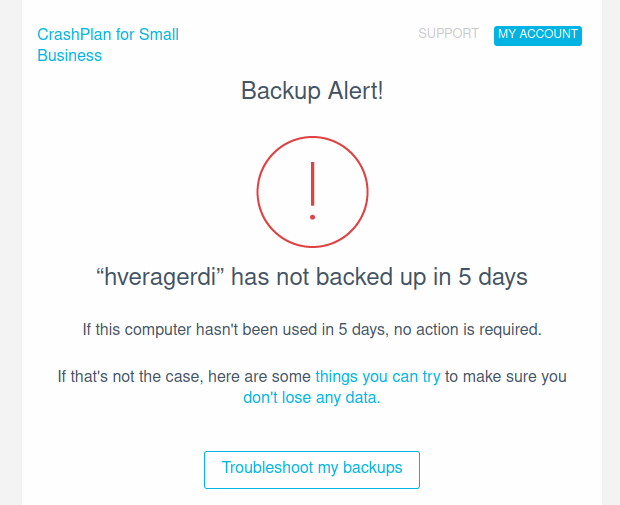 CrashPlan for Small
Business
SUPPORT
MY ACCOUNT
Backup Alert!
“hveragerdi” has not backed up in 5 days
If this computer hasn't been used in 5 days, no action is required.
If that's not the case, here are some things you can try to make sure you
don't lose any data.
Troubleshoot my backups